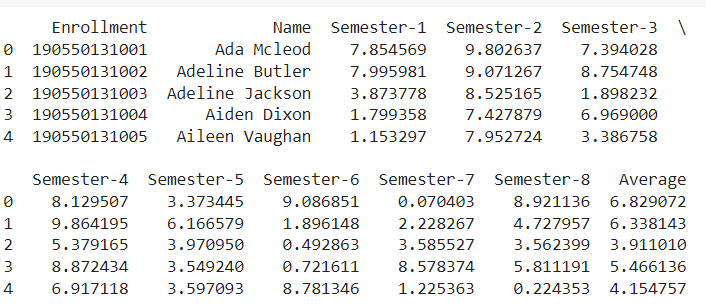 Enrollment Name Semester-1 Semester-2 Semester-3 \
0 190550131001 Ada Mcleod 7.854569 9.802637 7.394028
1 190550131002 Adeline Butler 7.995981 9.071267 8.754748
2 190550131003 Adeline Jackson 3.873778 8.525165 1.898232
3 190550131004 Aiden Dixon 1.799358 7.427879 6.969000
4 190550131005 Aileen Vaughan 1.153297 7.952724 3.386758
Semester-4 Semester-5 Semester-6 Semester-7 Semester-8 Average
0 8.129507 3.373445 9.086851 0.070403 8.921136 6.829072
1 9.864195 6.166579 1.896148 2.228267 4.727957 6.338143
2 5.379165 3.970950 0.492863 3.585527 3.562399 3.911010
3 8.872434 3.549240 0.721611 8.578374 5.811191 5.466136
4 6.917118 3.597093 8.781346 1.225363 0.224353 4.154757